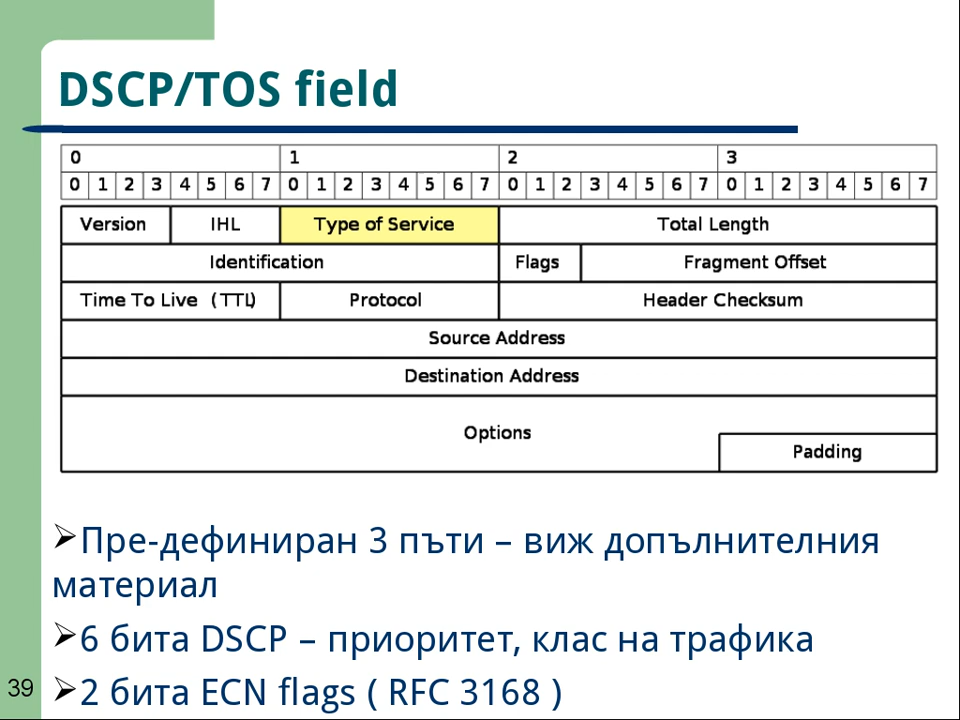 DSCP/TOS field
0 1 2 3
0 1 2 3 4 5 6 7 0 1 2 3 4 5 6 7 0 1 2 3 4 5 6 7 0 1 2 3 4 5 6 7
Version IHL Type of Service Total Length
Identification Flags Fragment Offset
Time To Live (TTL) Protocol Header Checksum
Source Address
Destination Address
Options
Padding
Пре-дефиниран 3 пъти – виж допълнителния
материал
6 бита DSCP – приоритет, клас на трафика
2 бита ECN flags ( RFC 3168 )
39